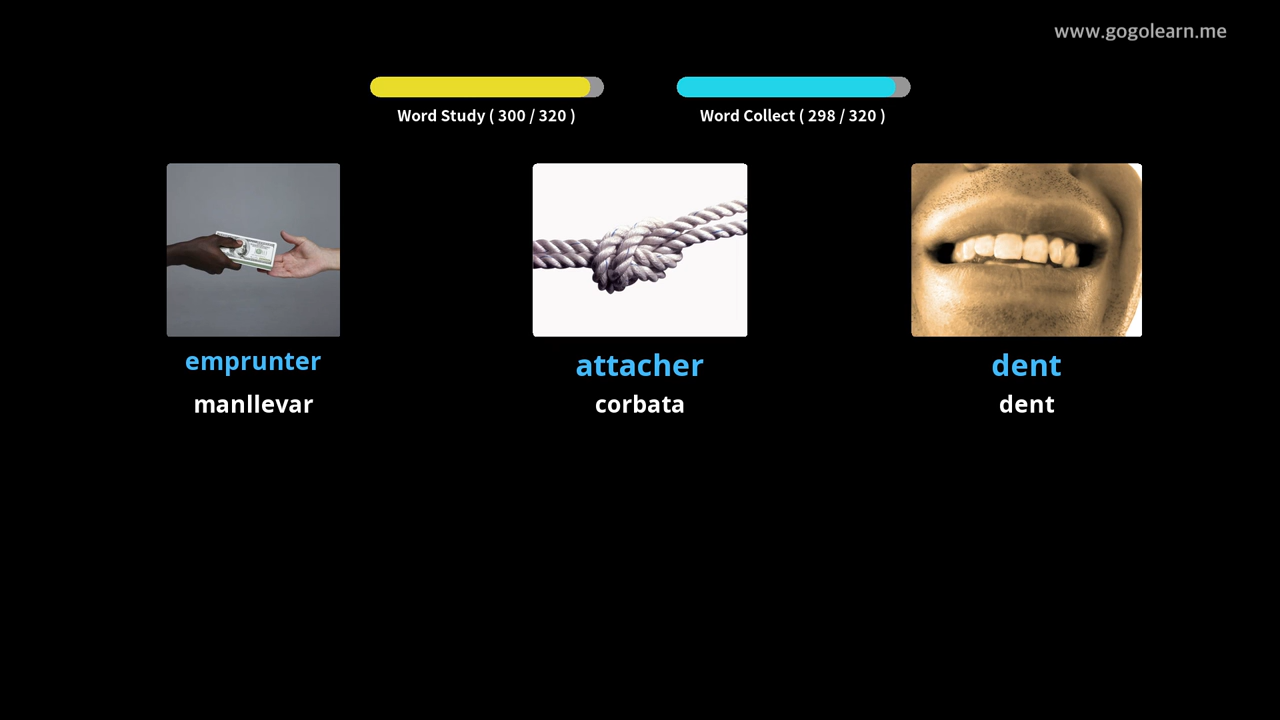 www.gogolearn.me
Word Study ( 300 / 320 )
Word Collect ( 298 / 320 )
emprunter
manllevar
attacher
corbata
dent
dent